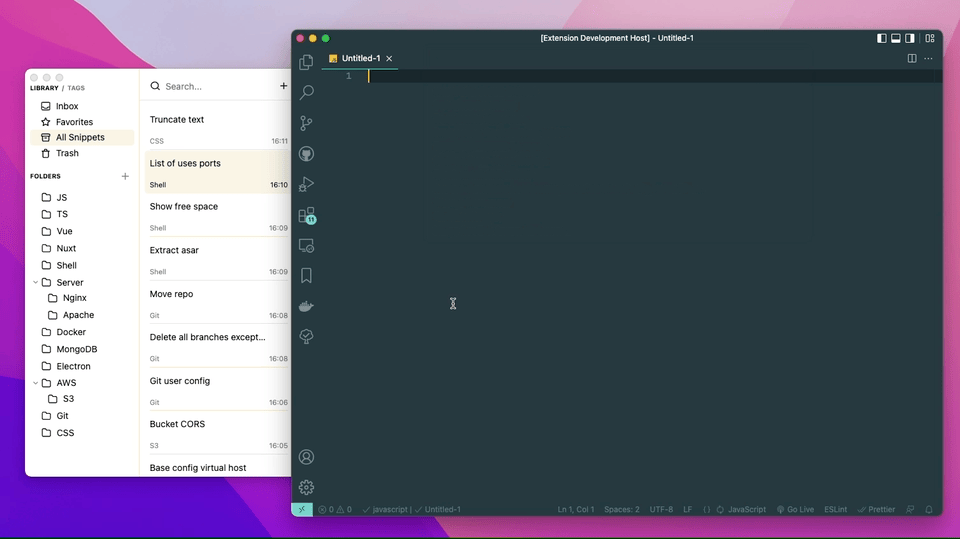 LIBRARY / TAGS
Inbox
Favorites
All Snippets
Trash
FOLDERS
JS
TS
Vue
Nuxt
Shell
Server
Nginx
Apache
Docker
MongoDB
Electron
AWS
S3
Git
CSS
Search...
Truncate text
CSS 16:11
List of uses ports
Shell 16:10
Show free space
Shell 16:09
Extract asar
Shell 16:09
Move repo
Git 16:08
Delete all branches except...
Git 16:08
Git user config
Git 16:06
Bucket CORS
S3 16:05
Base config virtual host
[Extension Development Host] - Untitled-1
Untitled-1
1
11
0 0 javascript | Untitled-1 Ln 1, Col 1 Spaces: 2 UTF-8 LF { } JavaScript Go Live ESLint Prettier